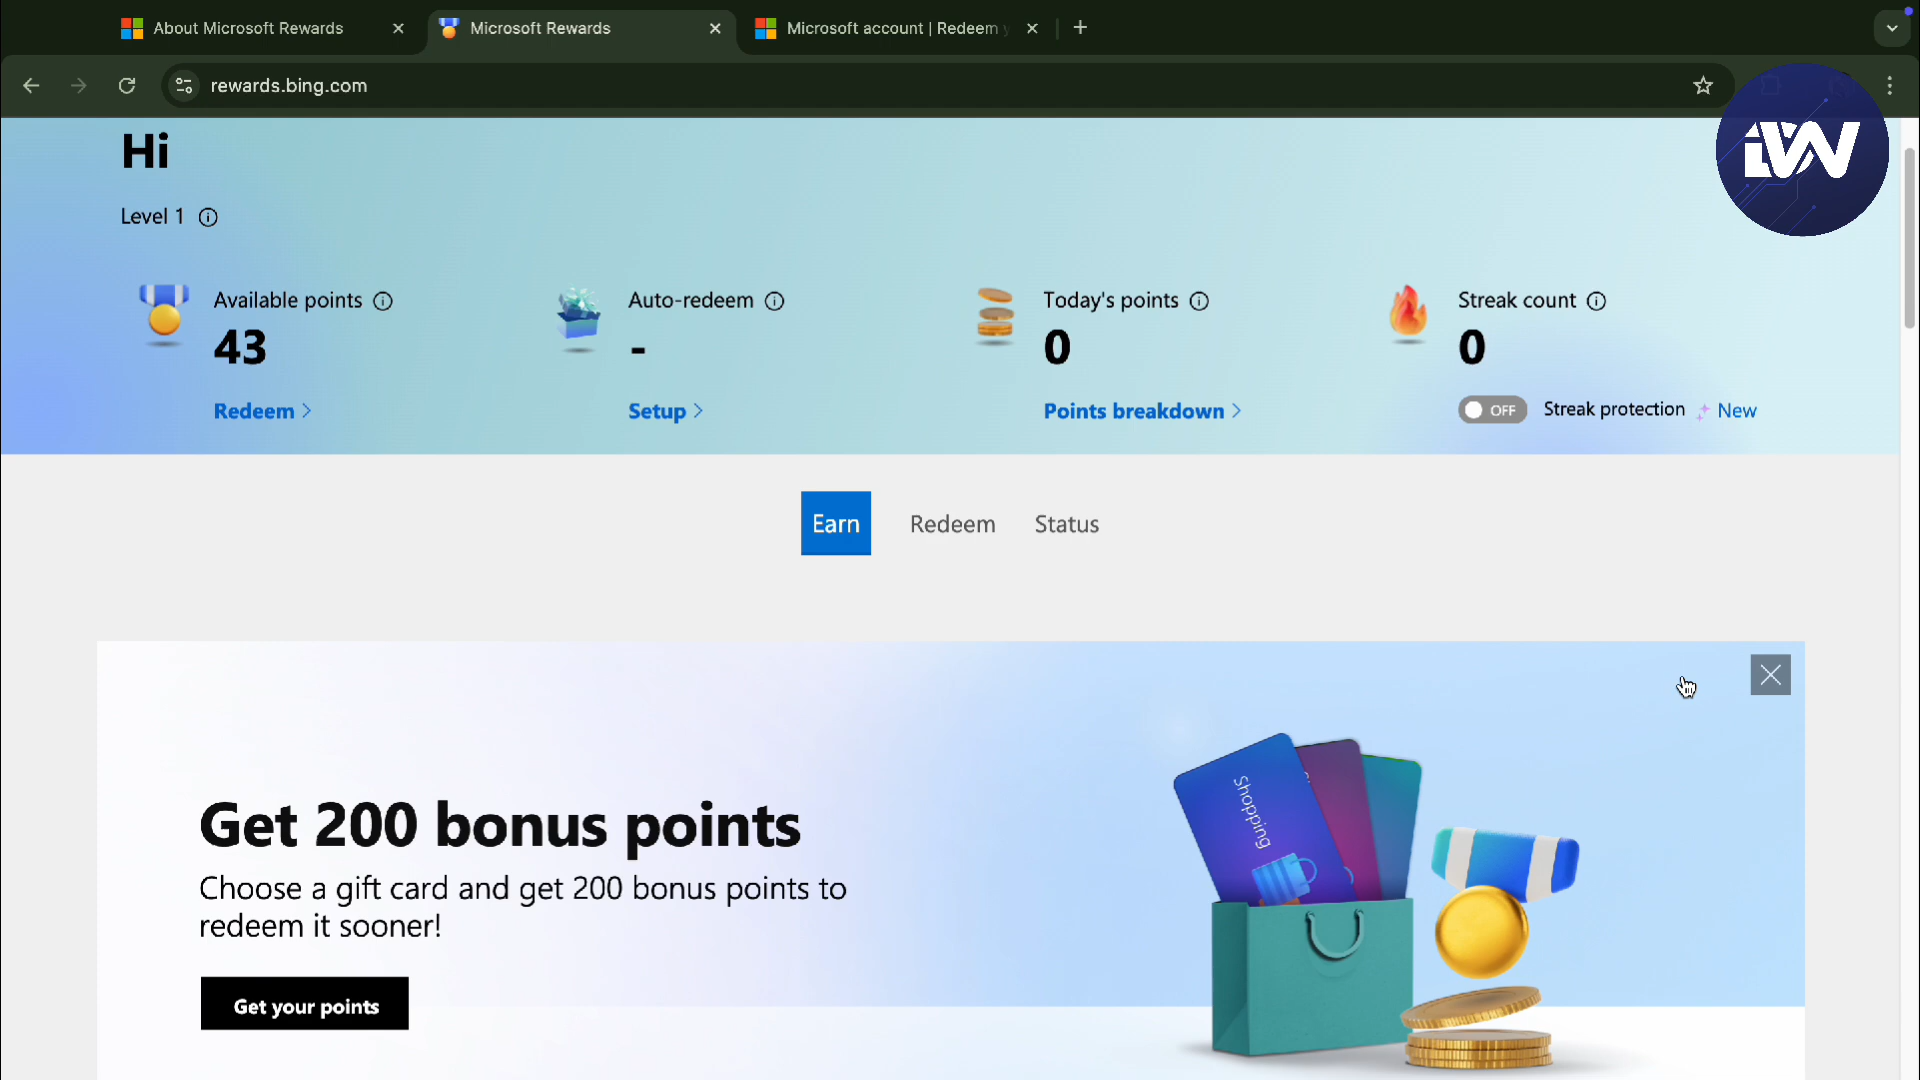 About Microsoft Rewards
Microsoft Rewards
Microsoft account | Redeem y
rewards.bing.com
Hi
Level 1
Available points
43
Redeem
Auto-redeem
-
Setup
Today's points
0
Points breakdown
Streak count
0
OFF Streak protection New
Earn Redeem Status
Get 200 bonus points
Choose a gift card and get 200 bonus points to
redeem it sooner!
Get your points
Shopping